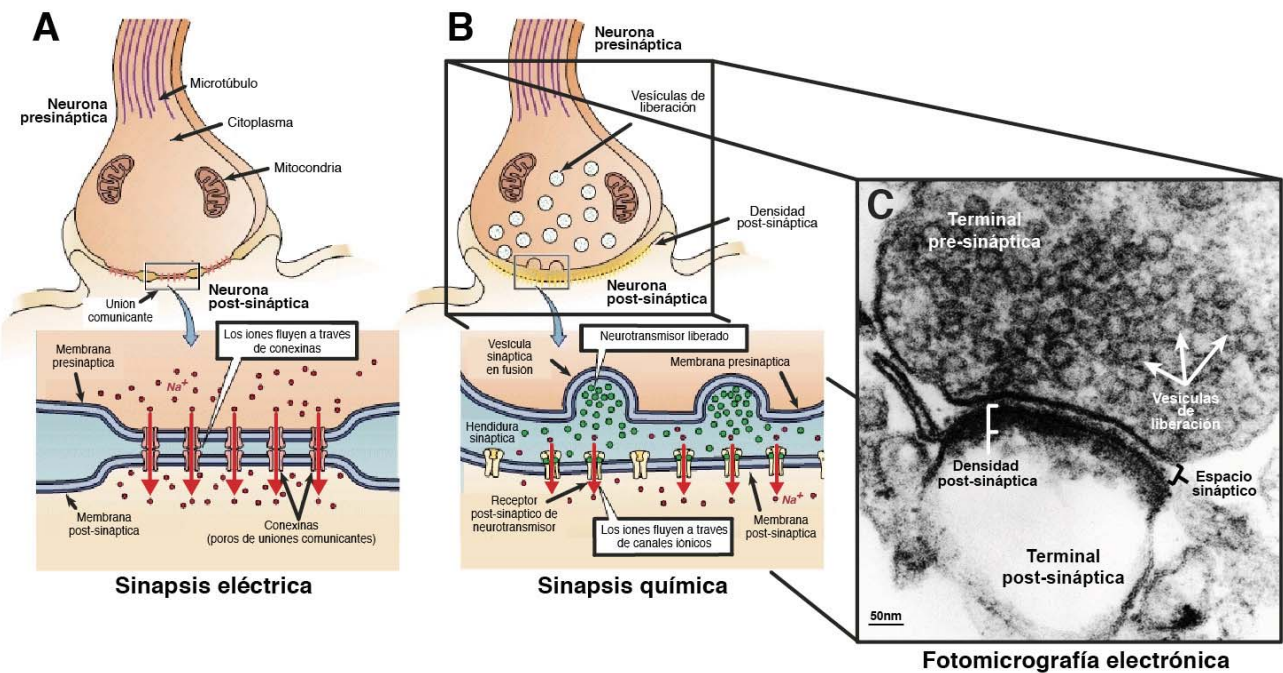 A
Neurona
presináptica
Microtúbulo
Citoplasma
Mitocondria
Unión
comunicante
Neurona
post-sináptica
Los iones fluyen a través
de conexinas
Membrana
presináptica
Na+
Membrana
post-sináptica
Conexinas
(poros de uniones comunicantes)
Sinapsis eléctrica
B
Neurona
presináptica
Vesículas de
liberación
Densidad
post-sináptica
Neurona
post-sináptica
Neurotransmisor liberado
Vesícula
sináptica
en fusión
Membrana presináptica
Hendidura
sináptica
Receptor
post-sináptico de
neurotransmisor
Los iones fluyen a través
de canales iónicos
Na+
Membrana
post-sináptica
Sinapsis química
C
Terminal
pre-sináptica
Vesículas
de
liberación
Densidad
post-sináptica
Espacio
sináptico
Terminal
post-sináptica
50nm
Fotomicrografía electrónica